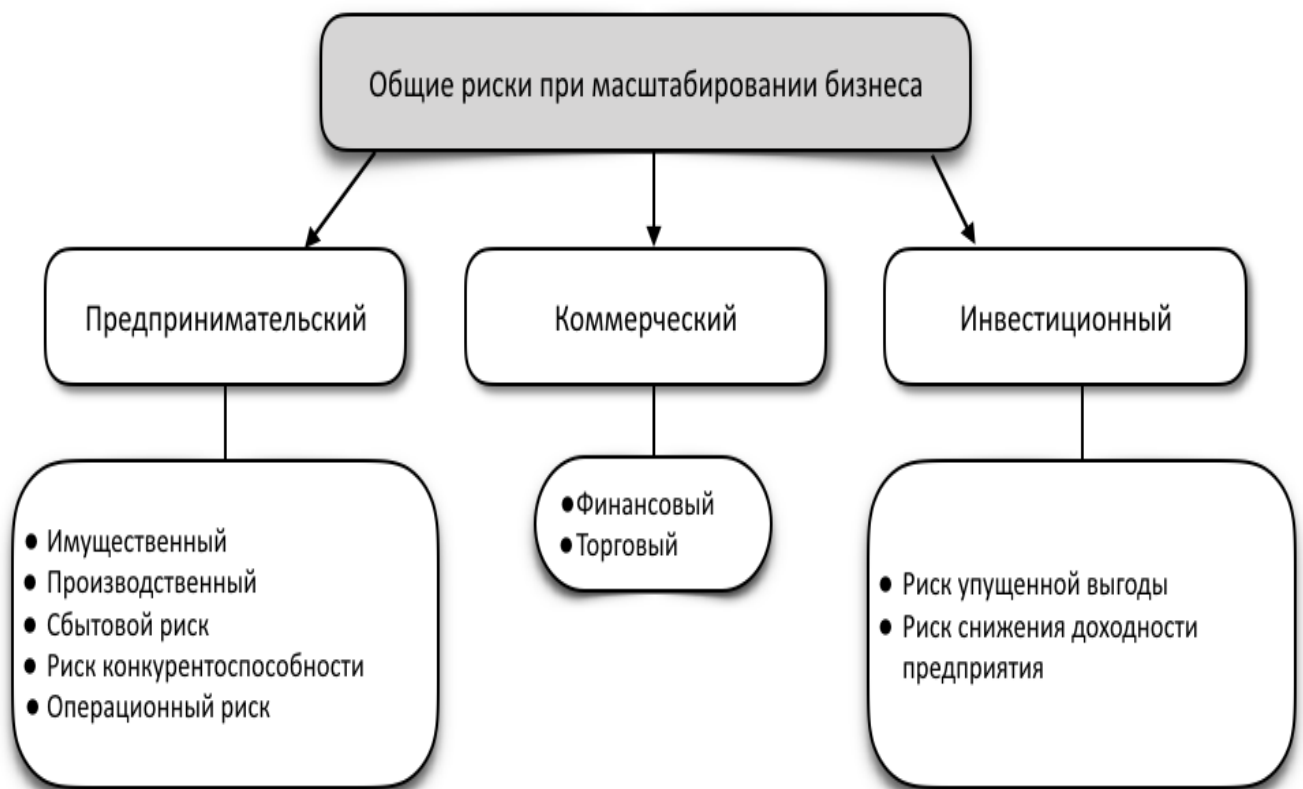 Общие риски при масштабировании бизнеса
Предпринимательский
Коммерческий
Инвестиционный
● Имущественный
● Производственный
● Сбытовой риск
● Риск конкурентоспособности
● Операционный риск
● Финансовый
● Торговый
● Риск упущенной выгоды
● Риск снижения доходности
предприятия